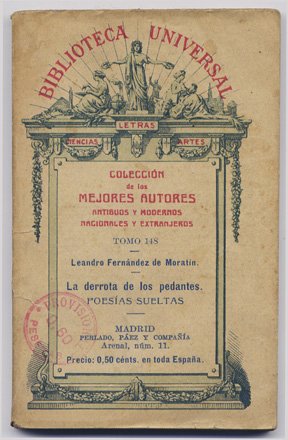 BIBLIOTECA UNIVERSAL
LETRAS
CIENCIAS
ARTES
COLECCIÓN
de los
MEJORES AUTORES
ANTIGUOS Y MODERNOS
NACIONALES Y EXTRANJEROS
TOMO 148
Leandro Fernández de Moratín.
La derrota de los pedantes.
POESÍAS SUELTAS
MADRID
PERLADO, PÁEZ Y COMPAÑÍA
Arenal, núm. 11.
Precio: 0,50 cénts. en toda España.